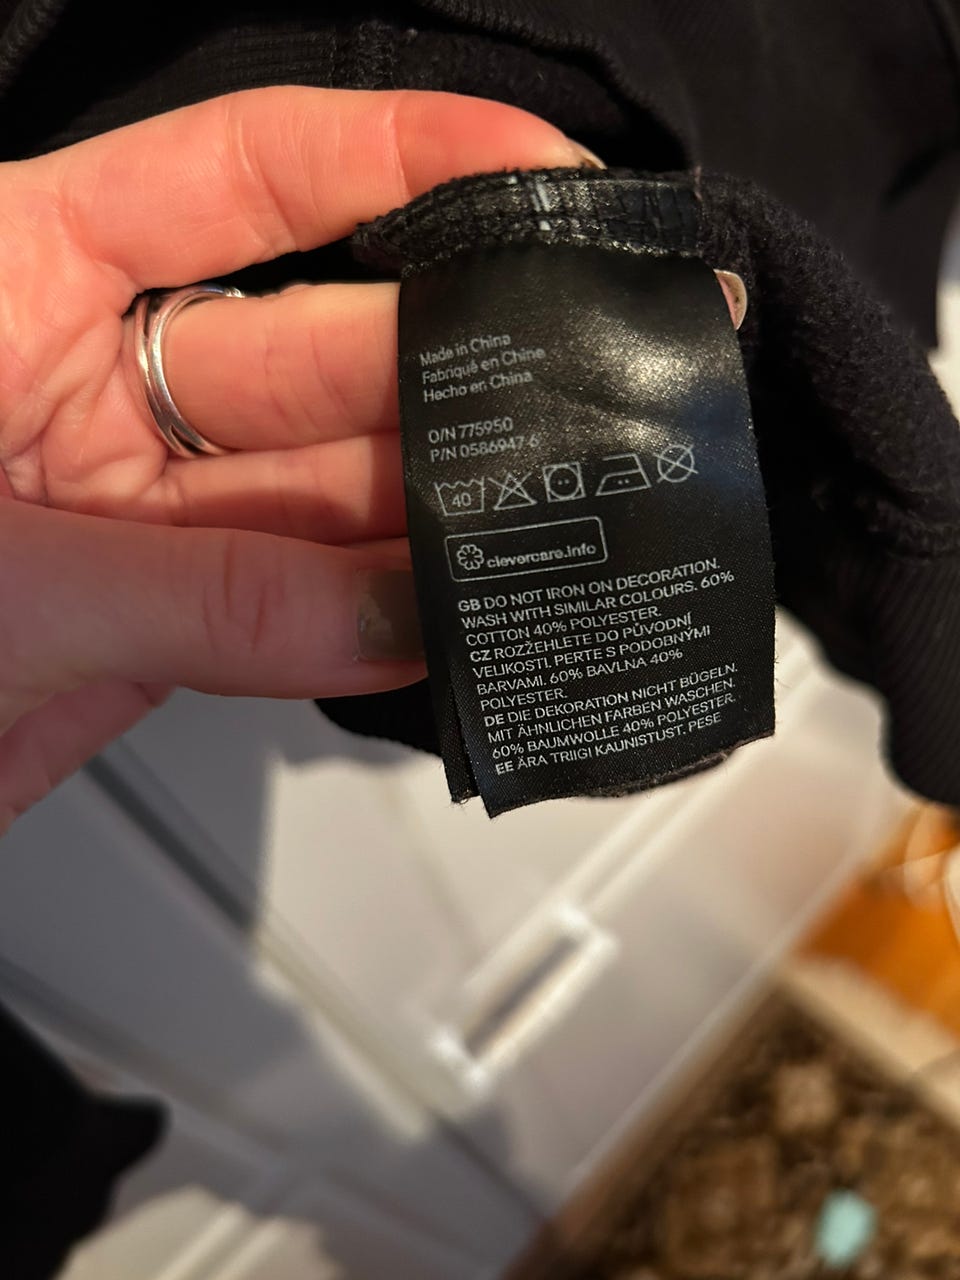 Made in China
Fabriqué en Chine
Hecho en China
O/N 775950
P/N 0586947 6
40
clevercare.info
GB DO NOT IRON ON DECORATION.
WASH WITH SIMILAR COLOURS. 60%
COTTON 40% POLYESTER.
CZ ROZŽEHLETE DO PŮVODNÍ
VELIKOSTI. PERTE S PODOBNÝMI
BARVAMI. 60% BAVLNA 40%
POLYESTER.
DE DIE DEKORATION NICHT BÜGELN.
MIT ÄHNLICHEN FARBEN WASCHEN.
60% BAUMWOLLE 40% POLYESTER.
EE ÄRA TRIIGI KAUNISTUST. PESE